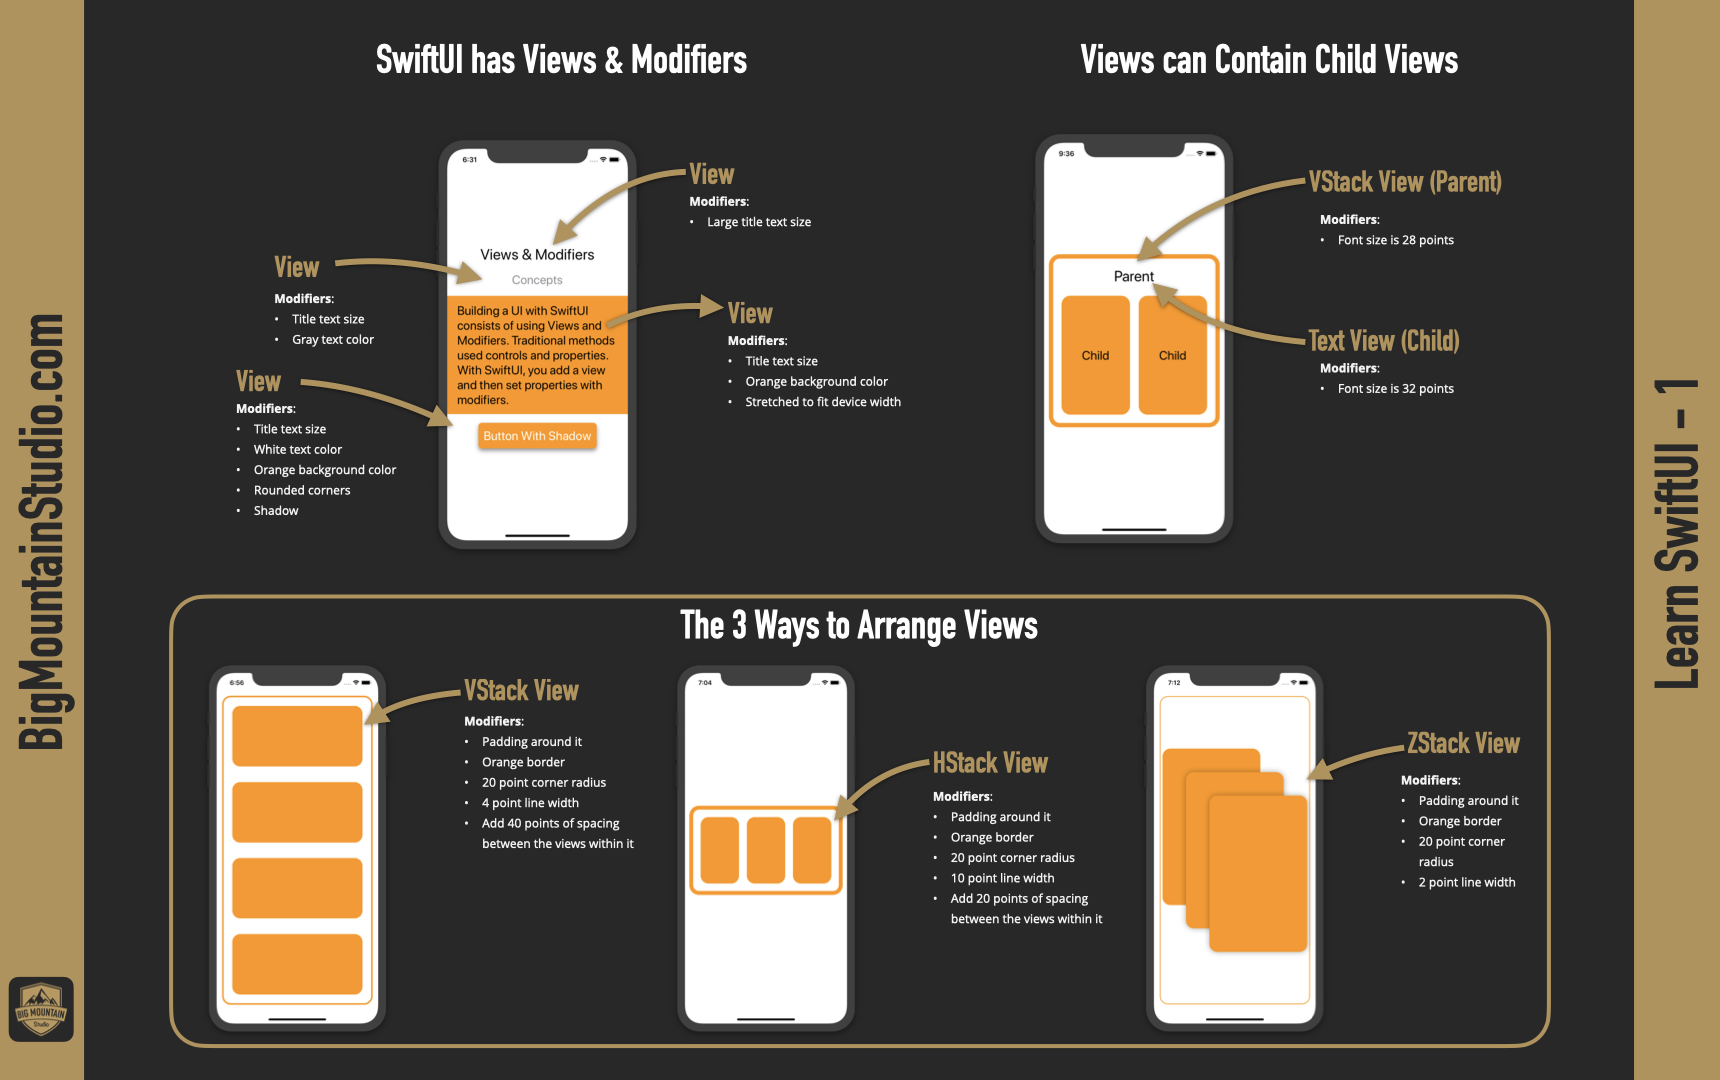 BigMountainStudio.com
BIG MOUNTAIN
Studio
SwiftUI has Views & Modifiers
6:31
Views & Modifiers
Concepts
Building a UI with SwiftUI
consists of using Views and
Modifiers. Traditional methods
used controls and properties.
With SwiftUI, you add a view
and then set properties with
modifiers.
Button With Shadow
View
Modifiers:
• Large title text size
View
Modifiers:
• Title text size
• Gray text color
View
Modifiers:
• Title text size
• Orange background color
• Stretched to fit device width
View
Modifiers:
• Title text size
• White text color
• Orange background color
• Rounded corners
• Shadow
Views can Contain Child Views
9:36
Parent
Child
Child
VStack View (Parent)
Modifiers:
• Font size is 28 points
Text View (Child)
Modifiers:
• Font size is 32 points
The 3 Ways to Arrange Views
6:56
VStack View
Modifiers:
• Padding around it
• Orange border
• 20 point corner radius
• 4 point line width
• Add 40 points of spacing
between the views within it
7:04
HStack View
Modifiers:
• Padding around it
• Orange border
• 20 point corner radius
• 10 point line width
• Add 20 points of spacing
between the views within it
7:12
ZStack View
Modifiers:
• Padding around it
• Orange border
• 20 point corner
radius
• 2 point line width
Learn SwiftUI - 1